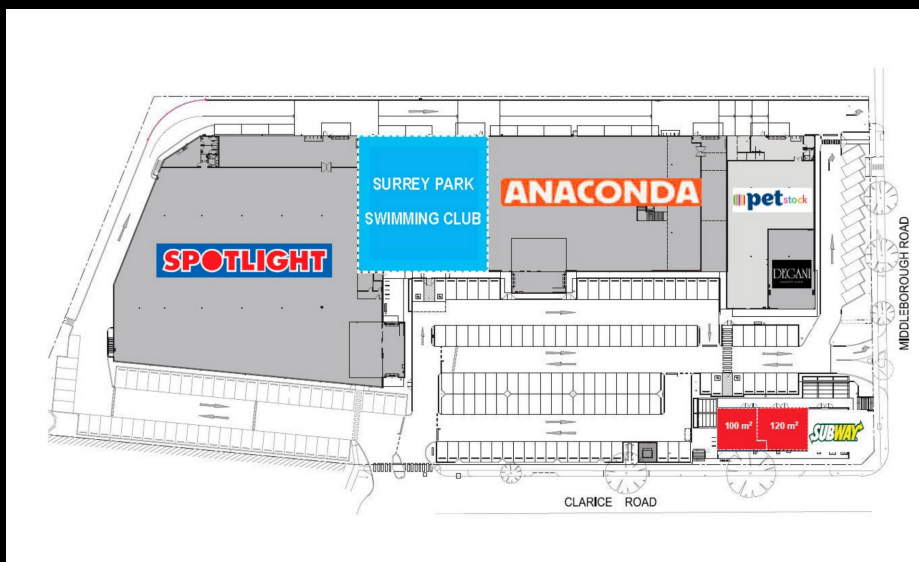 SURREY PARK
SWIMMING CLUB
ANACONDA
petstock
SPOTLIGHT
DEGANI
MIDDLEBOROUGH ROAD
100 m²
120 m²
SUBWAY
CLARICE ROAD